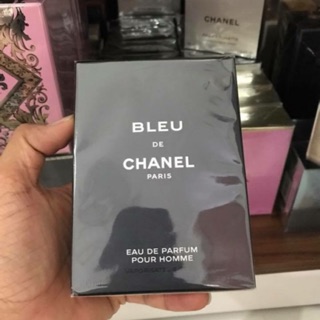 CHANEL
BLEU
DE
CHANEL
PARIS
EAU DE PARFUM
POUR HOMME